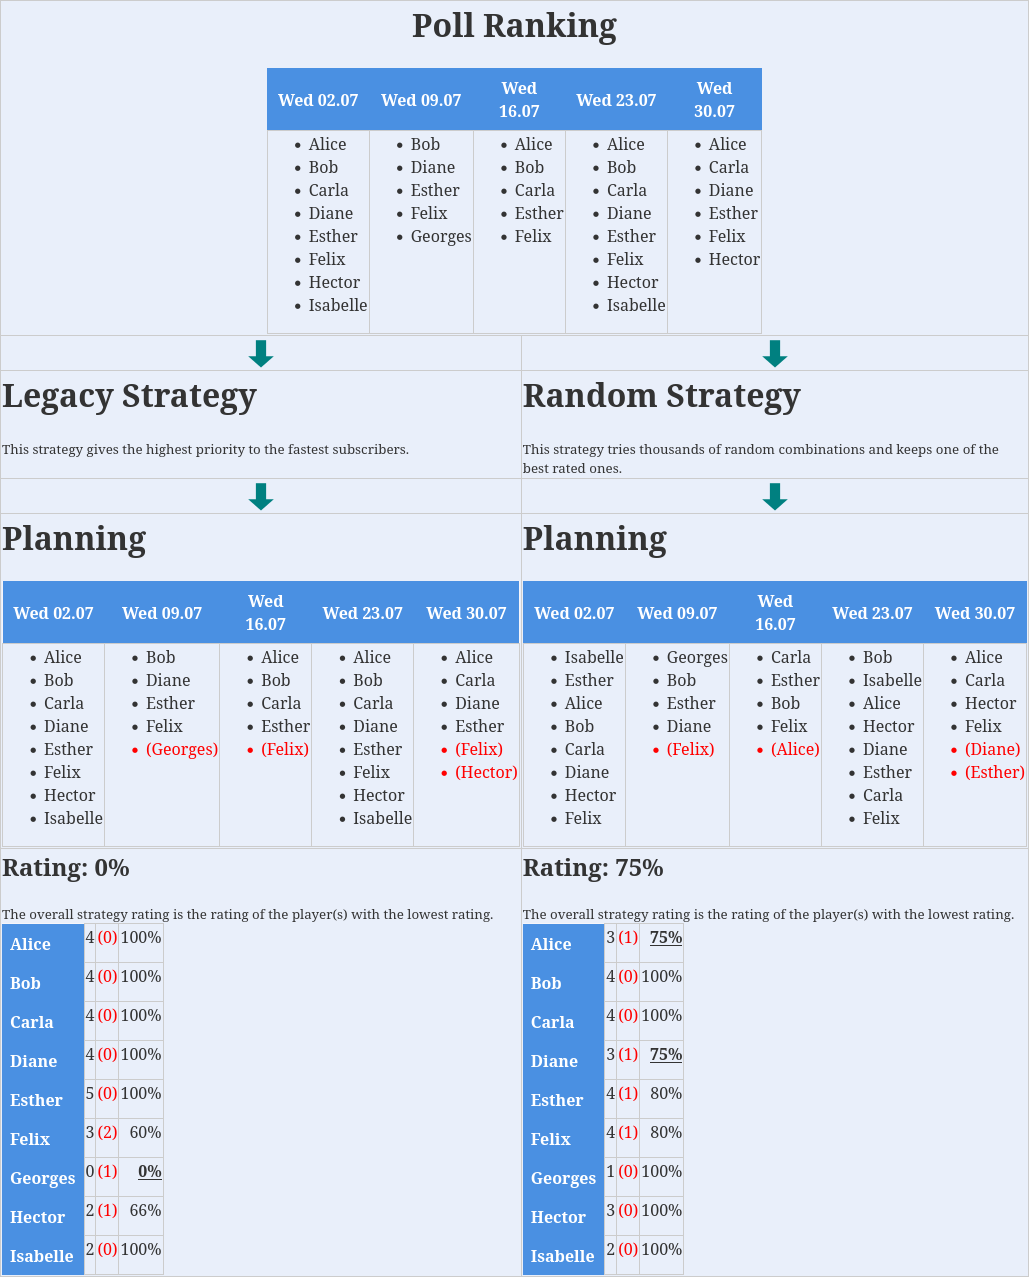 Poll Ranking
Wed 02.07 Wed 09.07 Wed 16.07 Wed 23.07 Wed 30.07
Alice Bob Alice Alice Alice
Bob Diane Bob Bob Carla
Carla Esther Carla Carla Diane
Diane Felix Esther Diane Esther
Esther Georges Felix Esther Felix
Felix Felix Hector
Hector Hector
Isabelle Isabelle
Legacy Strategy
This strategy gives the highest priority to the fastest subscribers.
Random Strategy
This strategy tries thousands of random combinations and keeps one of the
best rated ones.
Planning
Wed 02.07 Wed 09.07 Wed 16.07 Wed 23.07 Wed 30.07
Alice Bob Alice Alice Alice
Bob Diane Bob Bob Carla
Carla Esther Carla Carla Diane
Diane Felix Esther Diane Esther
Esther (Georges) (Felix) Esther (Felix)
Felix Felix (Hector)
Hector Hector
Isabelle Isabelle
Planning
Wed 02.07 Wed 09.07 Wed 16.07 Wed 23.07 Wed 30.07
Isabelle Georges Carla Bob Alice
Esther Bob Esther Isabelle Carla
Alice Esther Bob Alice Hector
Bob Diane Felix Hector Felix
Carla (Felix) (Alice) Diane (Diane)
Diane Esther (Esther)
Hector Carla
Felix Felix
Rating: 0%
The overall strategy rating is the rating of the player(s) with the lowest rating.
Alice 4 (0) 100%
Bob 4 (0) 100%
Carla 4 (0) 100%
Diane 4 (0) 100%
Esther 5 (0) 100%
Felix 3 (2) 60%
Georges 0 (1) 0%
Hector 2 (1) 66%
Isabelle 2 (0) 100%
Rating: 75%
The overall strategy rating is the rating of the player(s) with the lowest rating.
Alice 3 (1) 75%
Bob 4 (0) 100%
Carla 4 (0) 100%
Diane 3 (1) 75%
Esther 4 (1) 80%
Felix 4 (1) 80%
Georges 1 (0) 100%
Hector 3 (0) 100%
Isabelle 2 (0) 100%